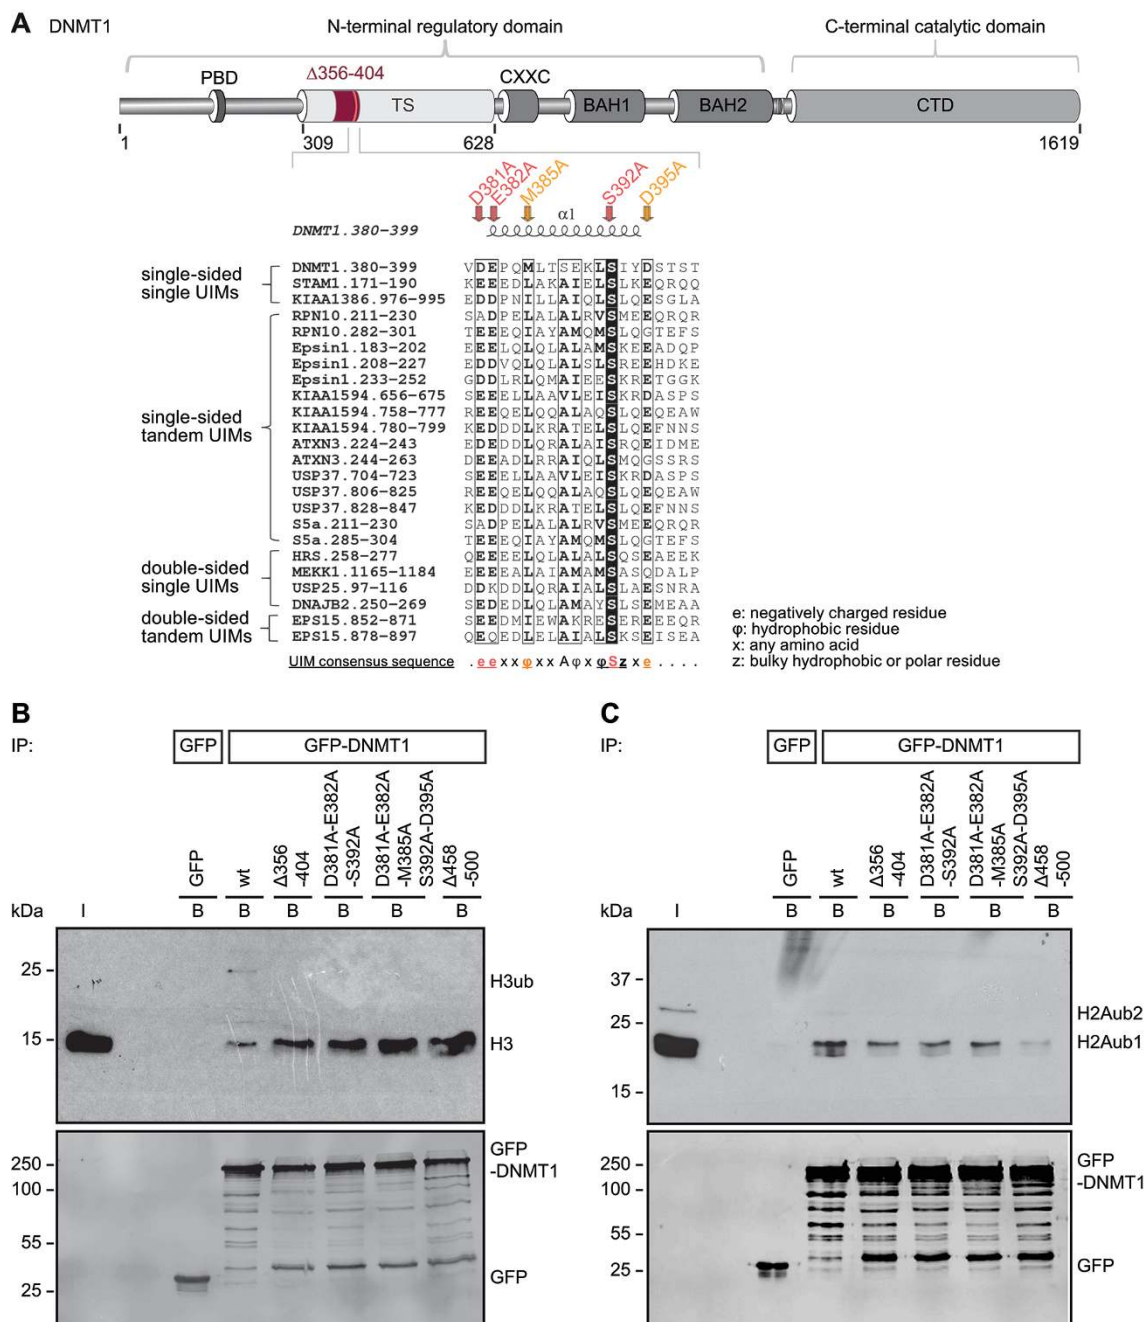 A DNMT1 N-terminal regulatory domain C-terminal catalytic domain
PBD Δ356-404 TS CXXC BAH1 BAH2 CTD
1 309 628 1619
D381A E382A M385A S392A D395A
α1
DNMT1.380-399
single-sided single UIMs
DNMT1.380-399 VDEPQMLTSEKLSIYDSTST
STAM1.171-190 KEEEDLAKAIELSLKEQRQQ
KIAA1386.976-995 EDDPNILLAIQLSLQESGLA
single-sided tandem UIMs
RPN10.211-230 SADPELALALRVSMEEQRQR
RPN10.282-301 TEEEQIAYAMQMSLQGTEFS
Epsin1.183-202 EEELQLQLALAMSKEEADQP
Epsin1.208-227 EDDVQLQLALSLSREEHDKE
Epsin1.233-252 GDDLRLQMAIEESKRETGGK
KIAA1594.656-675 SEEELLAAVLEISKRDASPS
KIAA1594.758-777 REEQELQQALAQSLQEQEAW
KIAA1594.780-799 KEDDDLKRATELSLQEFNNS
ATXN3.224-243 EDEEDLQRALALSRQEIDME
ATXN3.244-263 DEEADLRRAIQLSMQGSSRS
USP37.704-723 SEEELLAAVLEISKRDASPS
USP37.806-825 REEQELQQALAQSLQEQEAW
USP37.828-847 KEDDDLKRATELSLQEFNNS
S5a.211-230 SADPELALALRVSMEEQRQR
S5a.285-304 TEEEQIAYAMQMSLQGTEFS
double-sided single UIMs
HRS.258-277 QEEEELQLALALSQSEAEEK
MEKK1.1165-1184 EEEEALAIAMAMSASQDALP
USP25.97-116 DDKDDLQRAIALSLAESNRA
DNAJB2.250-269 SEDEDLQLAMAYSLSEMEAA
double-sided tandem UIMs
EPS15.852-871 SEEDMIEWAKRESEREEEQR
EPS15.878-897 QEQEDLELAIALSKSEISEA
UIM consensus sequence . e e x x φ x x A φ x φ S z x e . . . .
e: negatively charged residue
φ: hydrophobic residue
x: any amino acid
z: bulky hydrophobic or polar residue
B
IP: GFP GFP-DNMT1
GFP wt Δ356-404 D381A-E382A-S392A D381A-E382A-M385A S392A-D395A Δ458-500
kDa I B B B B B B
25 H3ub
15 H3
250 GFP-DNMT1
100
55
25 GFP
C
IP: GFP GFP-DNMT1
GFP wt Δ356-404 D381A-E382A-S392A D381A-E382A-M385A S392A-D395A Δ458-500
kDa I B B B B B B
37
H2Aub2
25
H2Aub1
15
250 GFP-DNMT1
100
55
25 GFP